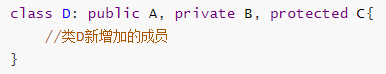 class D: public A, private B, protected C{
//类D新增加的成员
}